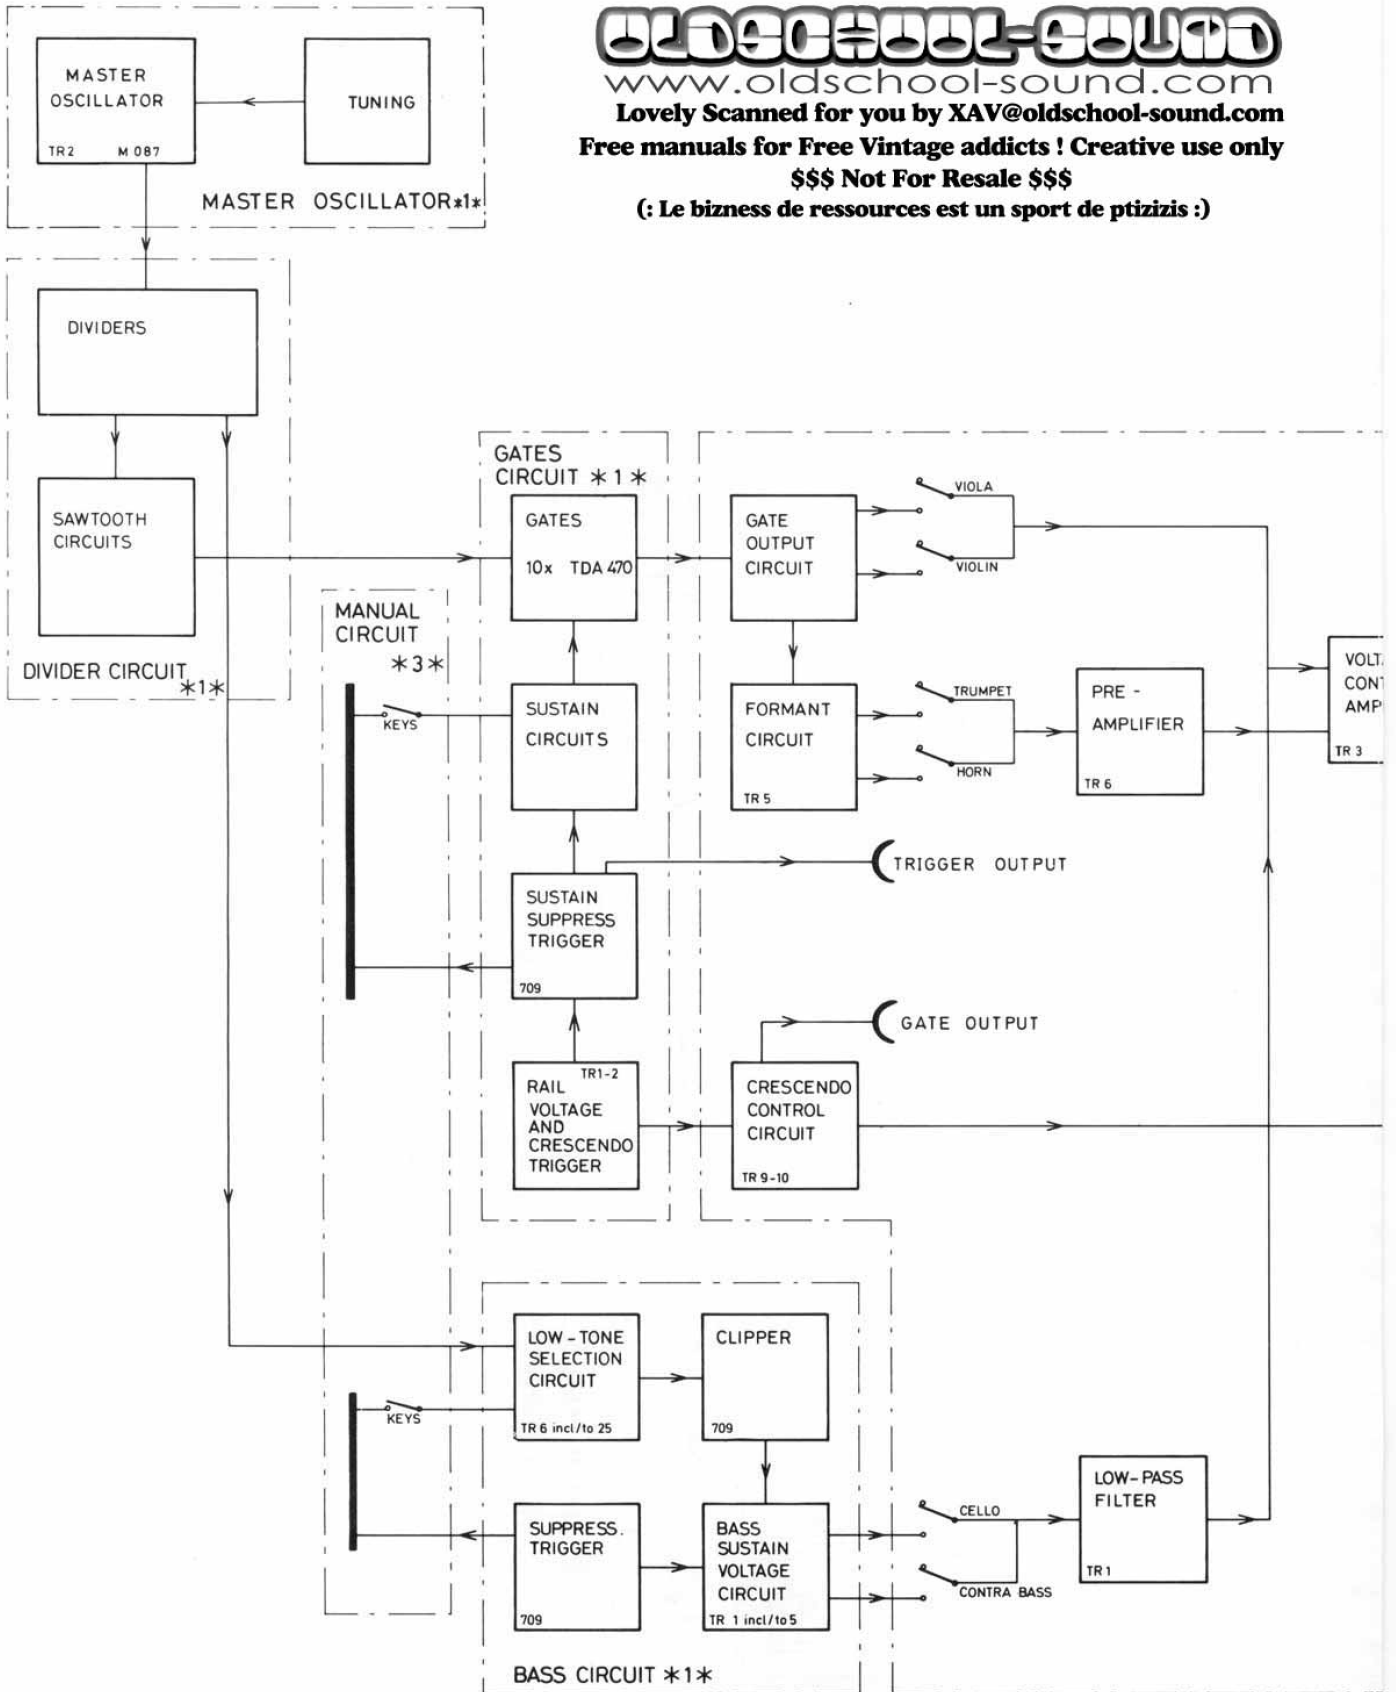 OLDSCHOOL-SOUND
www.oldschool-sound.com
Lovely Scanned for you by XAV@oldschool-sound.com
Free manuals for Free Vintage addicts ! Creative use only
$$$ Not For Resale $$$
(: Le bizness de ressources est un sport de ptizizis :)
MASTER
OSCILLATOR
TR2 M 087
TUNING
MASTER OSCILLATOR*1*
DIVIDERS
SAWTOOTH
CIRCUITS
DIVIDER CIRCUIT
*1*
MANUAL
CIRCUIT
*3*
KEYS
GATES
CIRCUIT *1*
GATES
10x TDA 470
SUSTAIN
CIRCUITS
SUSTAIN
SUPPRESS
TRIGGER
709
TR1-2
RAIL
VOLTAGE
AND
CRESCENDO
TRIGGER
GATE
OUTPUT
CIRCUIT
VIOLA
VIOLIN
FORMANT
CIRCUIT
TR 5
TRUMPET
HORN
PRE -
AMPLIFIER
TR 6
VOLT
CONT
AMP
TR 3
TRIGGER OUTPUT
GATE OUTPUT
CRESCENDO
CONTROL
CIRCUIT
TR 9-10
KEYS
LOW-TONE
SELECTION
CIRCUIT
TR 6 incl/to 25
CLIPPER
709
SUPPRESS.
TRIGGER
709
BASS
SUSTAIN
VOLTAGE
CIRCUIT
TR 1 incl/to 5
CELLO
CONTRA BASS
LOW-PASS
FILTER
TR 1
BASS CIRCUIT *1*